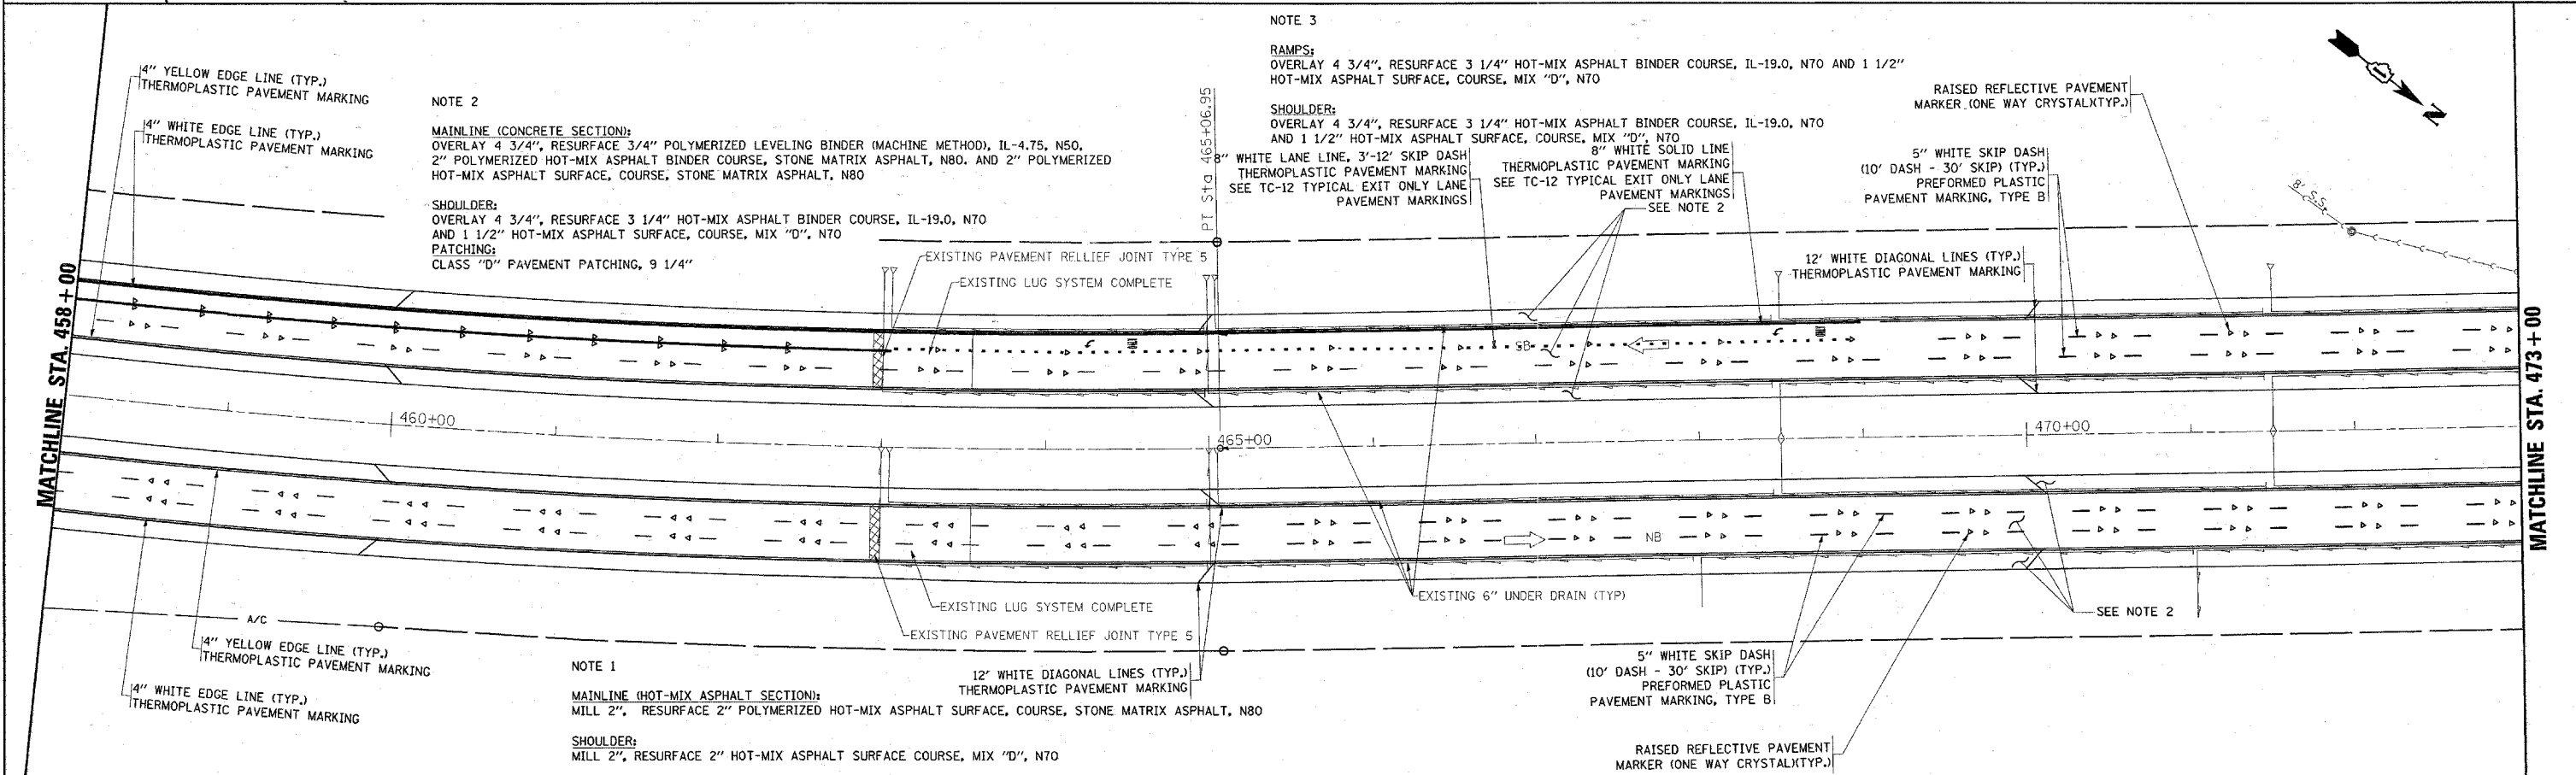 NOTE 3
RAMPS:
OVERLAY 4 3/4", RESURFACE 3 1/4" HOT-MIX ASPHALT BINDER COURSE, IL-19.0, N70 AND 1 1/2"
HOT-MIX ASPHALT SURFACE, COURSE, MIX "D", N70
SHOULDER:
OVERLAY 4 3/4", RESURFACE 3 1/4" HOT-MIX ASPHALT BINDER COURSE, IL-19.0, N70
AND 1 1/2" HOT-MIX ASPHALT SURFACE, COURSE, MIX "D", N70
N
4" YELLOW EDGE LINE (TYP.)
THERMOPLASTIC PAVEMENT MARKING
4" WHITE EDGE LINE (TYP.)
THERMOPLASTIC PAVEMENT MARKING
NOTE 2
MAINLINE (CONCRETE SECTION):
OVERLAY 4 3/4", RESURFACE 3/4" POLYMERIZED LEVELING BINDER (MACHINE METHOD), IL-4.75, N50,
2" POLYMERIZED HOT-MIX ASPHALT BINDER COURSE, STONE MATRIX ASPHALT, N80. AND 2" POLYMERIZED
HOT-MIX ASPHALT SURFACE, COURSE, STONE MATRIX ASPHALT, N80
SHOULDER:
OVERLAY 4 3/4", RESURFACE 3 1/4" HOT-MIX ASPHALT BINDER COURSE, IL-19.0, N70
AND 1 1/2" HOT-MIX ASPHALT SURFACE, COURSE, MIX "D", N70
PATCHING:
CLASS "D" PAVEMENT PATCHING, 9 1/4"
PT Sta 465+06.95
8" WHITE LANE LINE, 3'-12' SKIP DASH
THERMOPLASTIC PAVEMENT MARKING
SEE TC-12 TYPICAL EXIT ONLY LANE
PAVEMENT MARKINGS
8" WHITE SOLID LINE
THERMOPLASTIC PAVEMENT MARKING
SEE TC-12 TYPICAL EXIT ONLY LANE
PAVEMENT MARKINGS
SEE NOTE 2
5" WHITE SKIP DASH
(10' DASH - 30' SKIP) (TYP.)
PREFORMED PLASTIC
PAVEMENT MARKING, TYPE B
RAISED REFLECTIVE PAVEMENT
MARKER (ONE WAY CRYSTAL)(TYP.)
8' S.S.
12' WHITE DIAGONAL LINES (TYP.)
THERMOPLASTIC PAVEMENT MARKING
EXISTING PAVEMENT RELLIEF JOINT TYPE 5
EXISTING LUG SYSTEM COMPLETE
MATCHLINE STA. 458+00
SB
MATCHLINE STA. 473+00
460+00
465+00
470+00
NB
EXISTING LUG SYSTEM COMPLETE
EXISTING PAVEMENT RELLIEF JOINT TYPE 5
EXISTING 6" UNDER DRAIN (TYP)
SEE NOTE 2
A/C
4" YELLOW EDGE LINE (TYP.)
THERMOPLASTIC PAVEMENT MARKING
4" WHITE EDGE LINE (TYP.)
THERMOPLASTIC PAVEMENT MARKING
NOTE 1
MAINLINE (HOT-MIX ASPHALT SECTION):
MILL 2", RESURFACE 2" POLYMERIZED HOT-MIX ASPHALT SURFACE, COURSE, STONE MATRIX ASPHALT, N80
SHOULDER:
MILL 2", RESURFACE 2" HOT-MIX ASPHALT SURFACE COURSE, MIX "D", N70
12' WHITE DIAGONAL LINES (TYP.)
THERMOPLASTIC PAVEMENT MARKING
5" WHITE SKIP DASH
(10' DASH - 30' SKIP) (TYP.)
PREFORMED PLASTIC
PAVEMENT MARKING, TYPE B
RAISED REFLECTIVE PAVEMENT
MARKER (ONE WAY CRYSTAL)(TYP.)